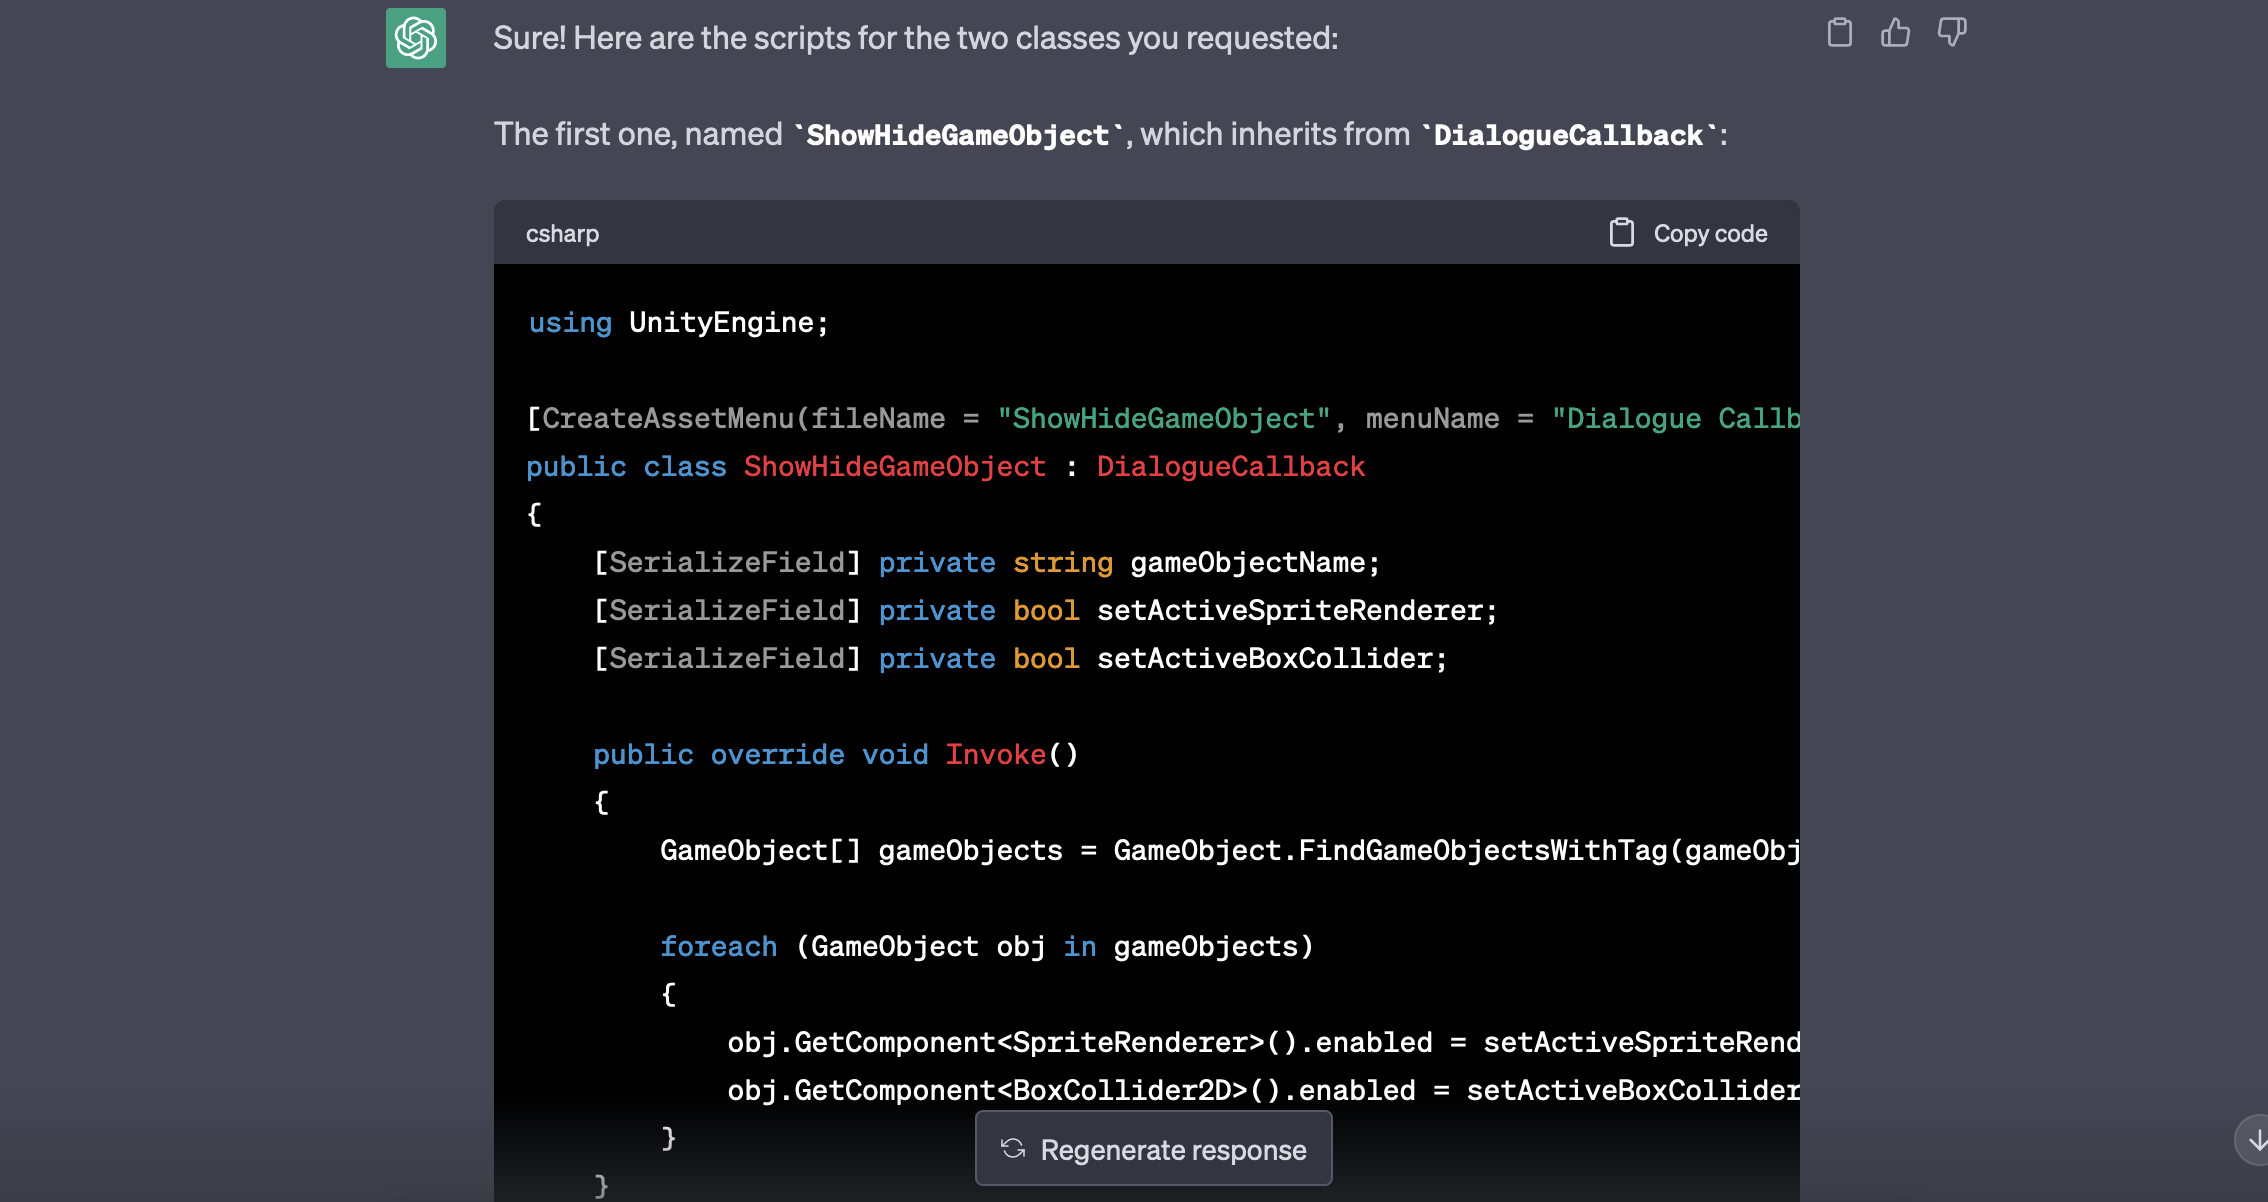 Sure! Here are the scripts for the two classes you requested:
The first one, named `ShowHideGameObject`, which inherits from `DialogueCallback`:
csharp
Copy code
using UnityEngine;
[CreateAssetMenu(fileName = "ShowHideGameObject", menuName = "Dialogue Callb
public class ShowHideGameObject : DialogueCallback
{
[SerializeField] private string gameObjectName;
[SerializeField] private bool setActiveSpriteRenderer;
[SerializeField] private bool setActiveBoxCollider;
public override void Invoke()
{
GameObject[] gameObjects = GameObject.FindGameObjectsWithTag(gameObj
foreach (GameObject obj in gameObjects)
{
obj.GetComponent<SpriteRenderer>().enabled = setActiveSpriteRend
obj.GetComponent<BoxCollider2D>().enabled = setActiveBoxCollider
}
Regenerate response
}